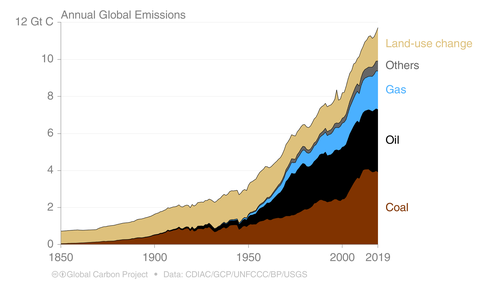 Annual Global Emissions
12 Gt C
10
8
6
4
2
0
1850
1900
1950
2000
2019
Land-use change
Others
Gas
Oil
Coal
Global Carbon Project • Data: CDIAC/GCP/UNFCCC/BP/USGS